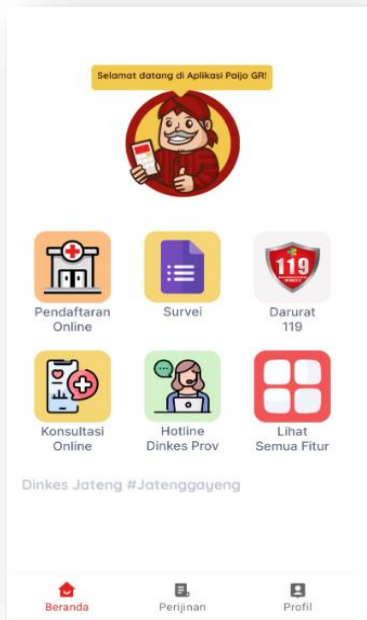 Selamat datang di Aplikasi Paijo GR!
Pendaftaran
Online
Survei
119
Darurat
119
Konsultasi
Online
Hotline
Dinkes Prov
Lihat
Semua Fitur
Dinkes Jateng #Jatenggayeng
Beranda
Perijinan
Profil